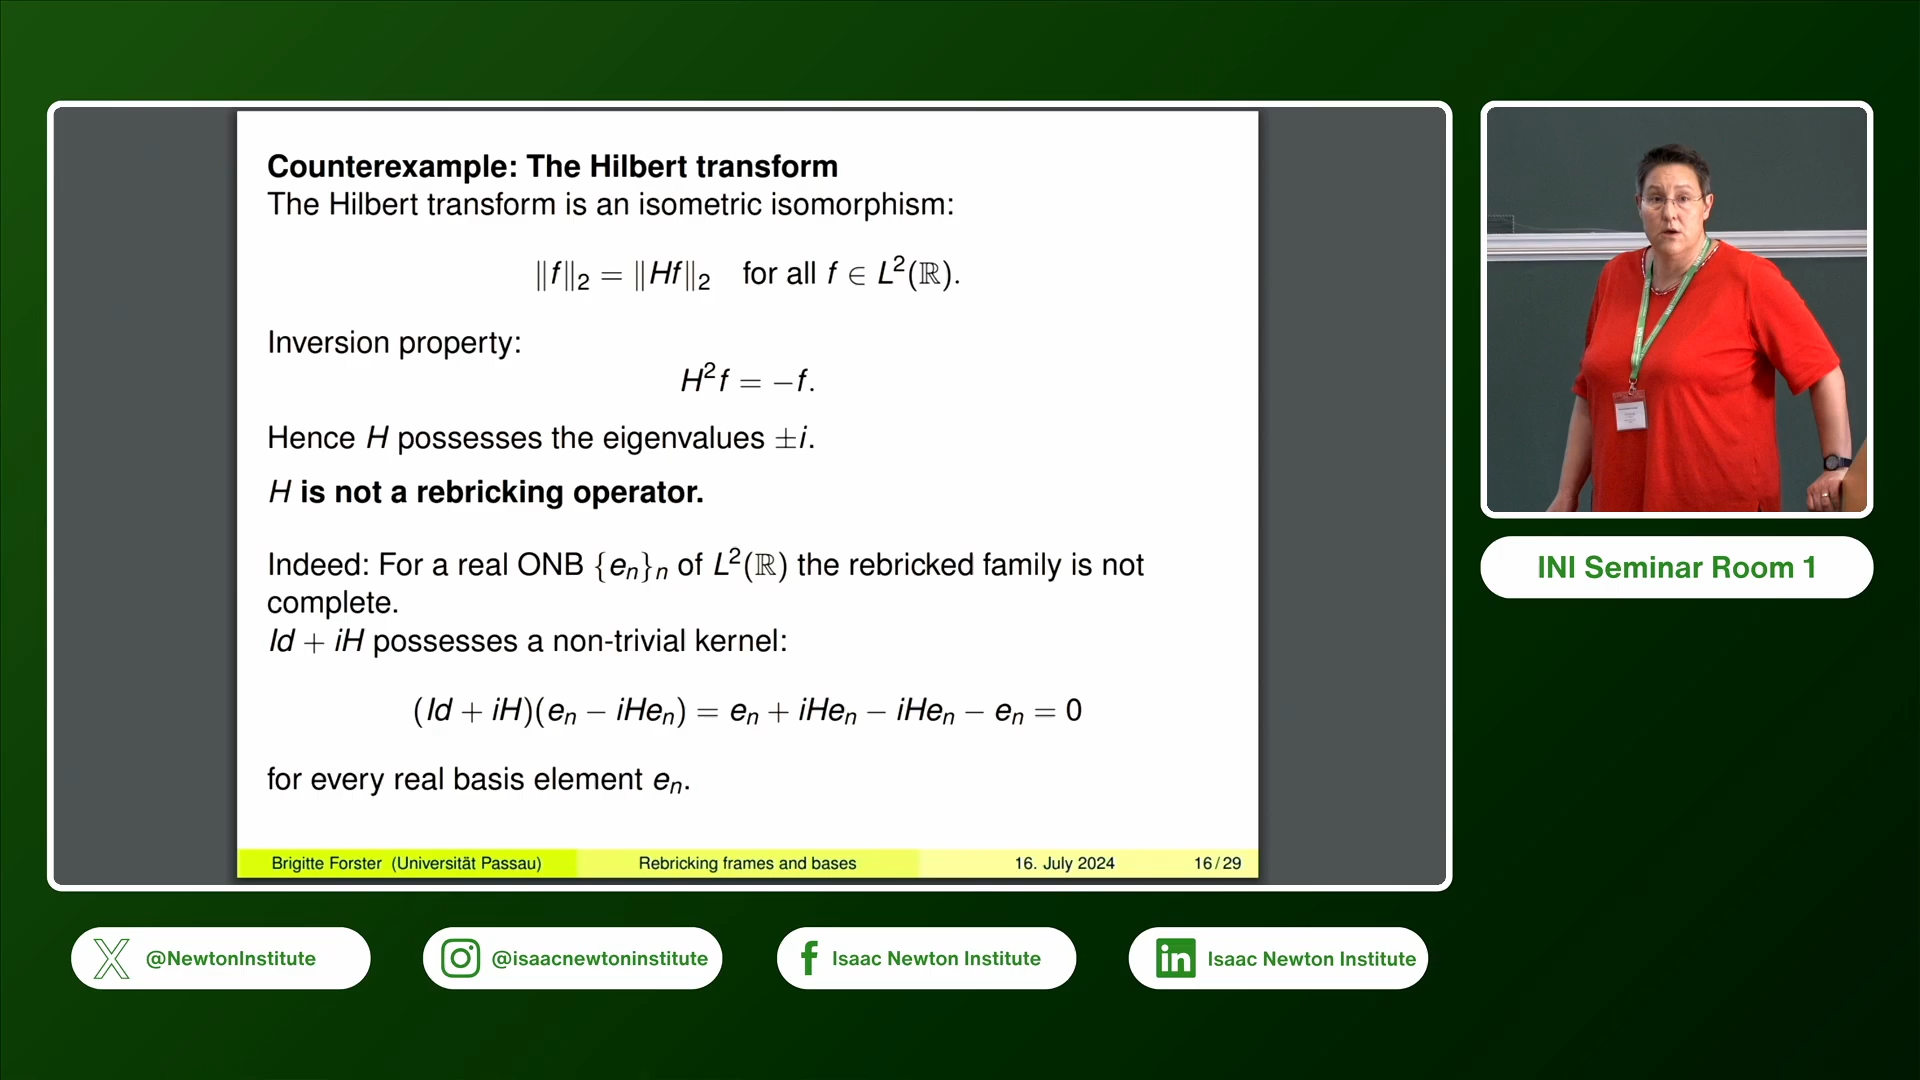 Counterexample: The Hilbert transform
The Hilbert transform is an isometric isomorphism:
‖f‖₂ = ‖Hf‖₂ for all f ∈ L²(ℝ).
Inversion property:
H²f = −f.
Hence H possesses the eigenvalues ±i.
H is not a rebricking operator.
Indeed: For a real ONB {eₙ}ₙ of L²(ℝ) the rebricked family is not
complete.
Id + iH possesses a non-trivial kernel:
(Id + iH)(eₙ − iHeₙ) = eₙ + iHeₙ − iHeₙ − eₙ = 0
for every real basis element eₙ.
Brigitte Forster (Universität Passau) Rebricking frames and bases 16. July 2024 16/29
INI Seminar Room 1
@NewtonInstitute
@isaacnewtoninstitute
Isaac Newton Institute
Isaac Newton Institute